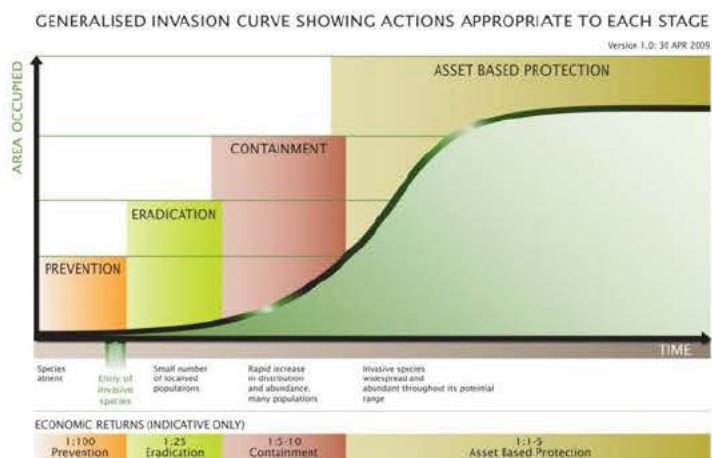 GENERALISED INVASION CURVE SHOWING ACTIONS APPROPRIATE TO EACH STAGE
Version 1.0: 30 APR 2009
AREA OCCUPIED
ASSET BASED PROTECTION
CONTAINMENT
ERADICATION
PREVENTION
TIME
Species
absent
Entry of
invasive
species
Small number
of localised
populations
Rapid increase
in distribution
and abundance,
many populations
Invasive species
widespread and
abundant throughout its potential
range
ECONOMIC RETURNS (INDICATIVE ONLY)
1:100
Prevention
1:25
Eradication
1:5-10
Containment
1:1-5
Asset Based Protection